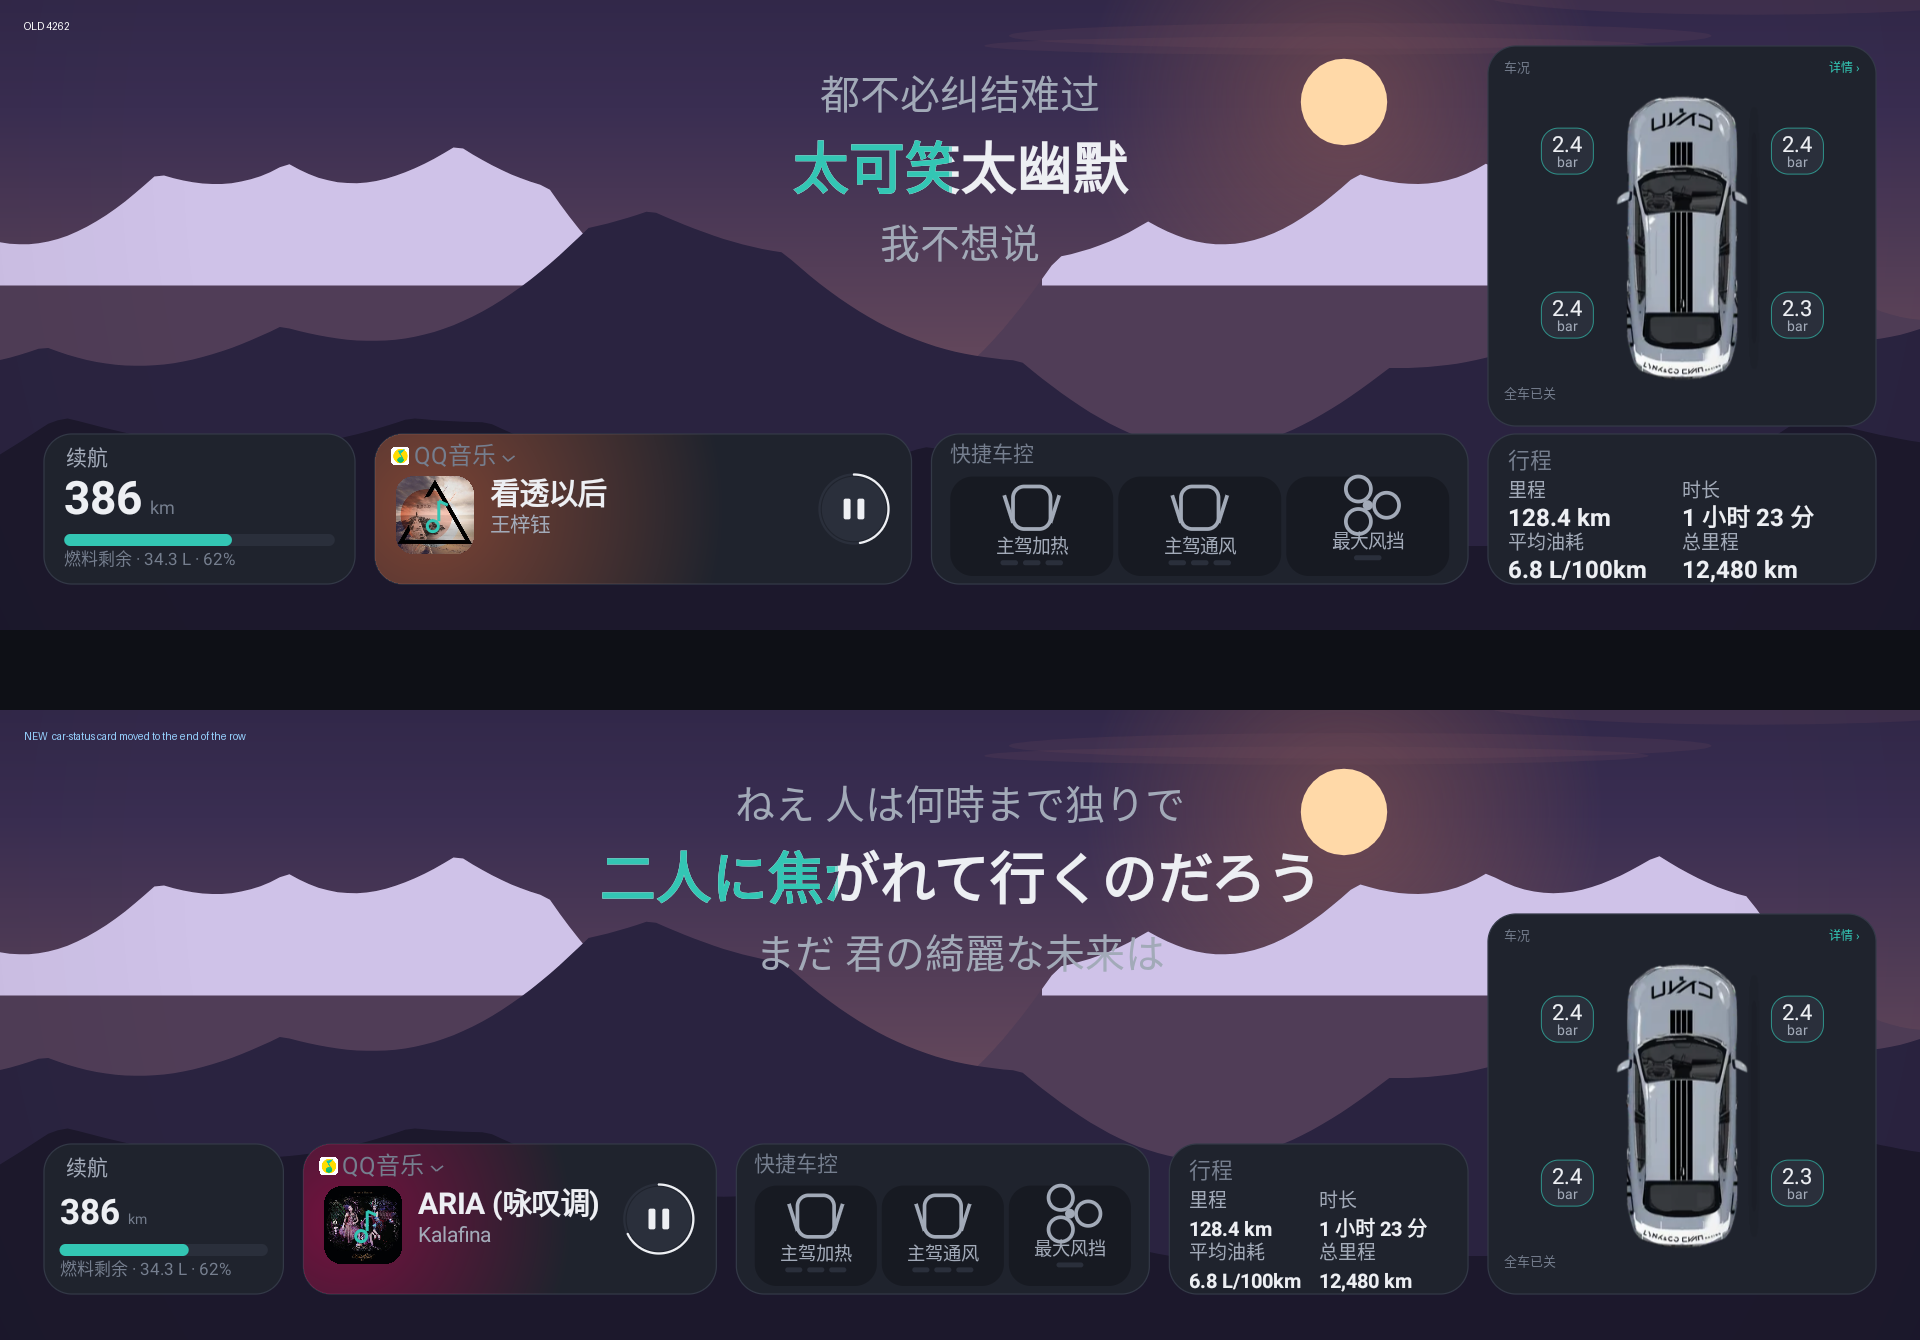 OLD 4262
都不必纠结难过
太可笑太幽默
我不想说
车况
详情 ›
2.4
bar
2.4
bar
2.4
bar
2.3
bar
全车已关
续航
386 km
燃料剩余 · 34.3 L · 62%
QQ音乐
看透以后
王梓钰
快捷车控
主驾加热
主驾通风
最大风挡
行程
里程
时长
128.4 km
1 小时 23 分
平均油耗
总里程
6.8 L/100km
12,480 km
NEW car-status card moved to the end of the row
ねえ 人は何時まで独りで
二人に焦がれて行くのだろう
まだ 君の綺麗な未来は
车况
详情 ›
2.4
bar
2.4
bar
2.4
bar
2.3
bar
全车已关
续航
386 km
燃料剩余 · 34.3 L · 62%
QQ音乐
ARIA (咏叹调)
Kalafina
快捷车控
主驾加热
主驾通风
最大风挡
行程
里程
时长
128.4 km
1 小时 23 分
平均油耗
总里程
6.8 L/100km
12,480 km